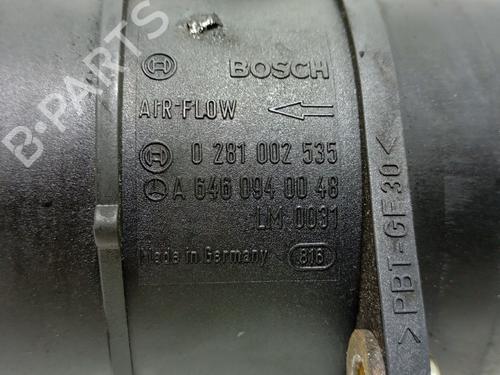 BOSCH
AIR-FLOW
0 281 002 535
A 646 094 00 48
LM 0031
Made in Germany 816
>PBT-GF30<
B-PARTS